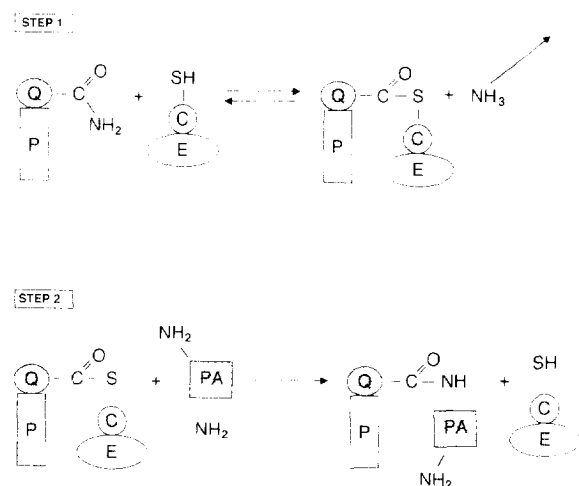 STEP 1
O O
SH
Q C + C – S + NH3
NH2 C
P E P C
E
STEP 2
NH2
O O SH
Q C – S + PA Q C – NH +
C NH2 PA C
P E P E
NH2